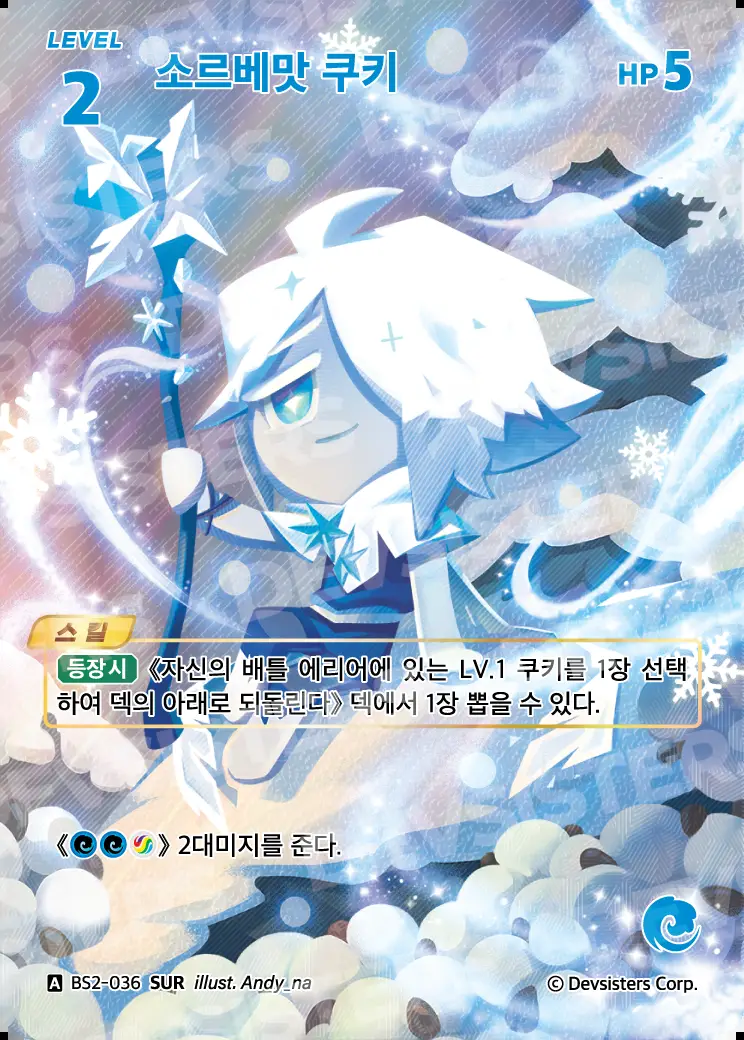 LEVEL
2
소르베맛 쿠키
HP 5
스킬
등장시 《자신의 배틀 에리어에 있는 LV.1 쿠키를 1장 선택
하여 덱의 아래로 되돌린다》 덱에서 1장 뽑을 수 있다.
《 》 2대미지를 준다.
A BS2-036 SUR illust. Andy_na
© Devsisters Corp.
DEVSISTERS